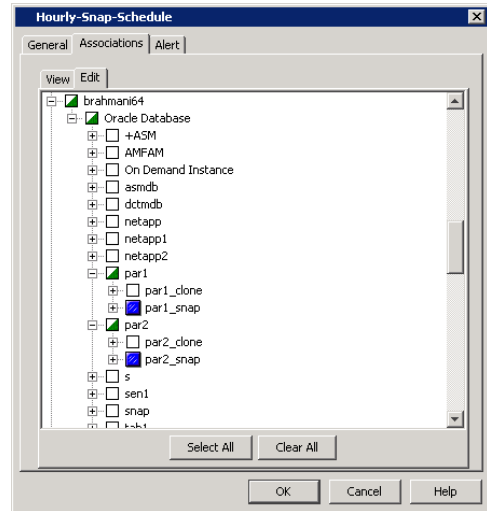 Hourly-Snap-Schedule
General Associations Alert
View Edit
brahmani64
Oracle Database
+ASM
AMFAM
On Demand Instance
asmdb
dctmdb
netapp
netapp1
netapp2
par1
par1_clone
par1_snap
par2
par2_clone
par2_snap
s
sen1
snap
tab1
Select All Clear All
OK Cancel Help